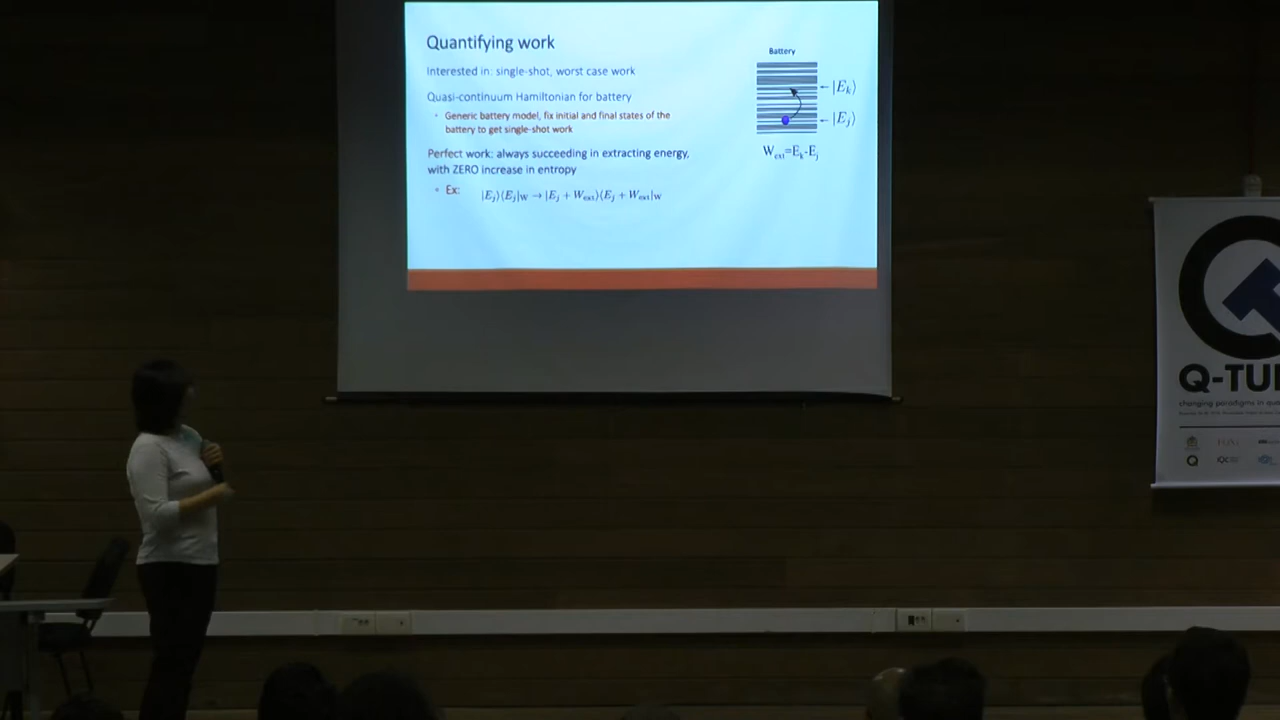 Quantifying work
Interested in: single-shot, worst case work
Quasi-continuum Hamiltonian for battery
• Generic battery model, fix initial and final states of the
battery to get single-shot work
Perfect work: always succeeding in extracting energy,
with ZERO increase in entropy
• Ex: |E_j⟩⟨E_j|_W → |E_j + W_ext⟩⟨E_j + W_ext|_W
Battery
←|E_k⟩
←|E_j⟩
W_ext=E_k-E_j
Q-TU
changing paradigms in
Q